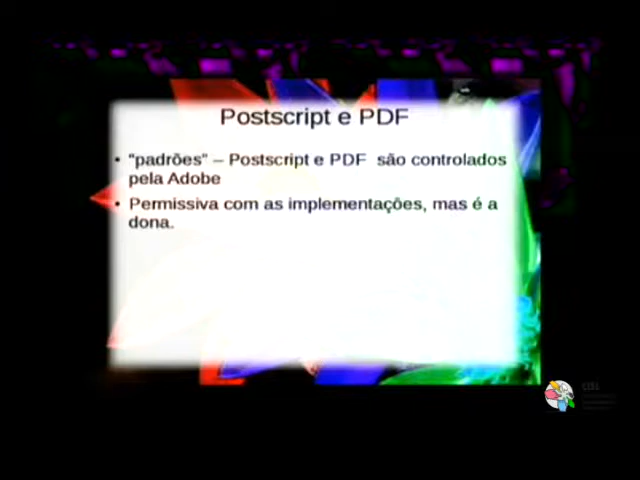 Postscript e PDF
• "padrões" – Postscript e PDF são controlados
pela Adobe
• Permissiva com as implementações, mas é a
dona.